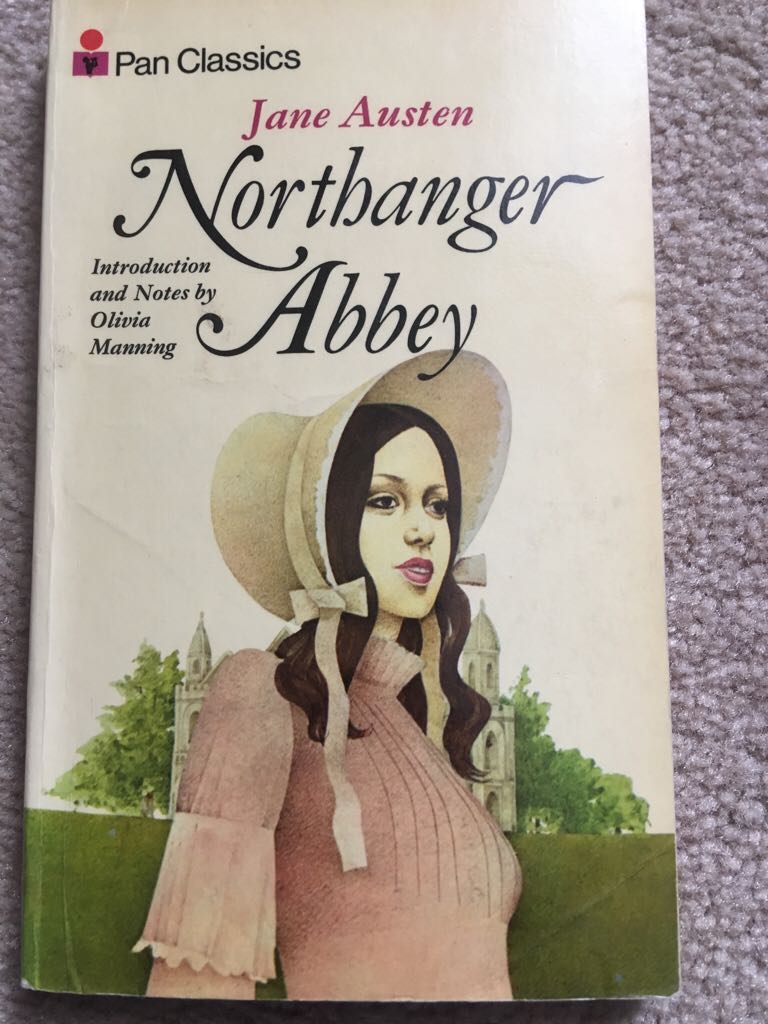 Pan Classics
Jane Austen
Northanger
Abbey
Introduction
and Notes by
Olivia
Manning